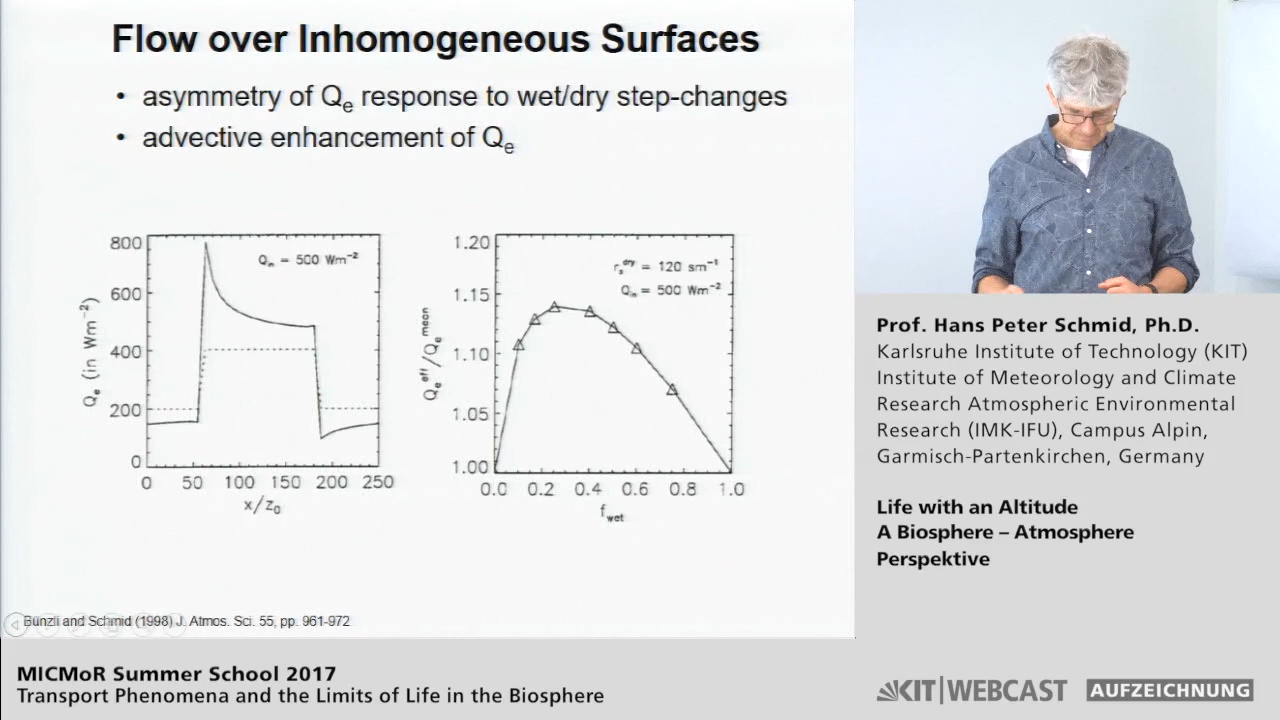 Flow over Inhomogeneous Surfaces
• asymmetry of Qe response to wet/dry step-changes
• advective enhancement of Qe
Qin = 500 Wm⁻²
800
600
400
200
0
Qe (in Wm⁻²)
0 50 100 150 200 250
x/z0
rs^dry = 120 sm⁻¹
Qin = 500 Wm⁻²
1.20
1.15
1.10
1.05
1.00
Qe^eff/Qe^mean
0.0 0.2 0.4 0.6 0.8 1.0
fwet
Bünzli and Schmid (1998) J. Atmos. Sci. 55, pp. 961-972
Prof. Hans Peter Schmid, Ph.D.
Karlsruhe Institute of Technology (KIT)
Institute of Meteorology and Climate
Research Atmospheric Environmental
Research (IMK-IFU), Campus Alpin,
Garmisch-Partenkirchen, Germany
Life with an Altitude
A Biosphere – Atmosphere
Perspektive
MICMoR Summer School 2017
Transport Phenomena and the Limits of Life in the Biosphere
KIT|WEBCAST AUFZEICHNUNG